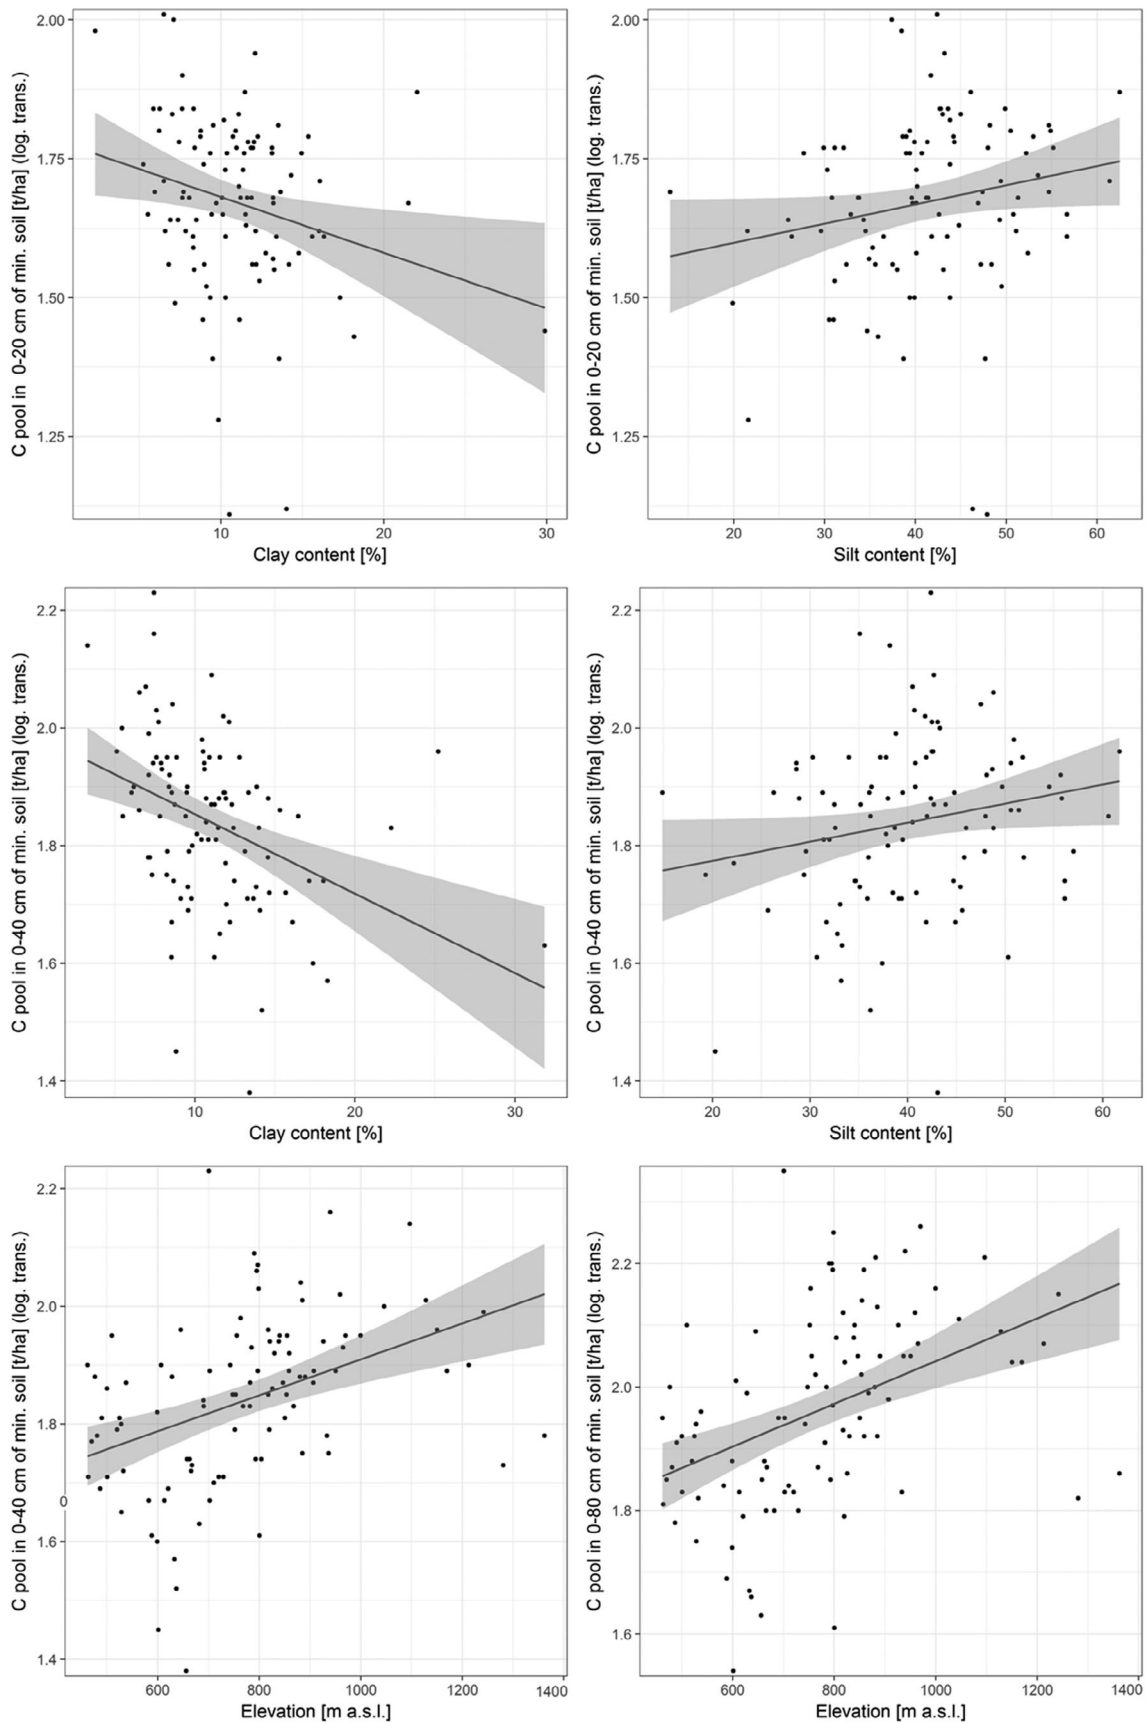 C pool in 0-20 cm of min. soil [t/ha] (log. trans.)
2.00
1.75
1.50
1.25
10 20 30
Clay content [%]
C pool in 0-20 cm of min. soil [t/ha] (log. trans.)
2.00
1.75
1.50
1.25
20 30 40 50 60
Silt content [%]
C pool in 0-40 cm of min. soil [t/ha] (log. trans.)
2.2
2.0
1.8
1.6
1.4
10 20 30
Clay content [%]
C pool in 0-40 cm of min. soil [t/ha] (log. trans.)
2.2
2.0
1.8
1.6
1.4
20 30 40 50 60
Silt content [%]
C pool in 0-40 cm of min. soil [t/ha] (log. trans.)
2.2
2.0
1.8
0
1.6
1.4
600 800 1000 1200 1400
Elevation [m a.s.l.]
C pool in 0-80 cm of min. soil [t/ha] (log. trans.)
2.2
2.0
1.8
1.6
600 800 1000 1200 1400
Elevation [m a.s.l.]